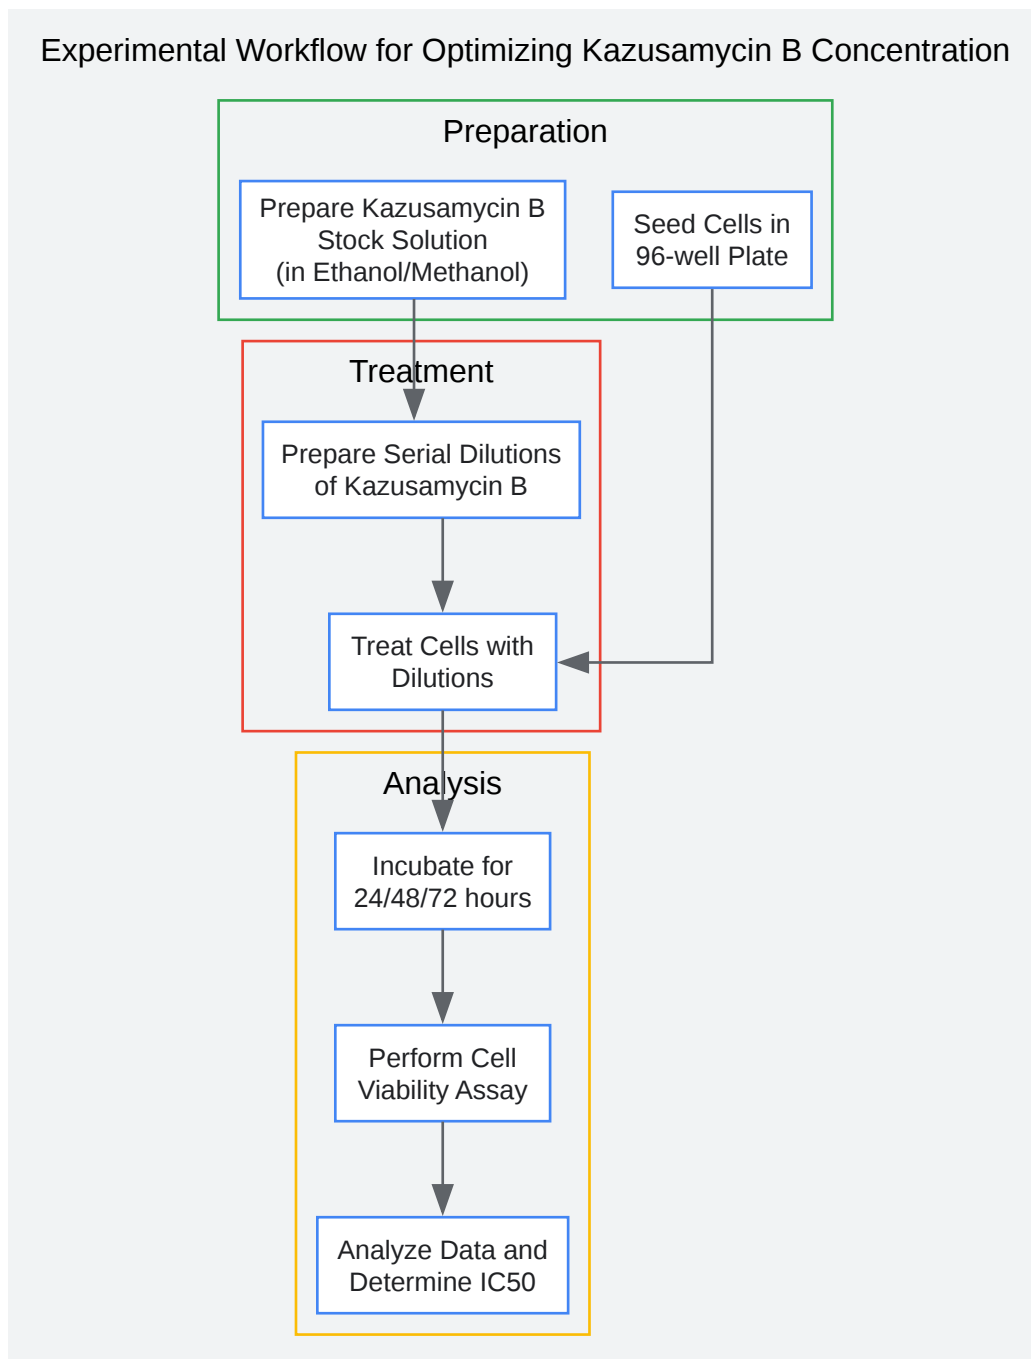 Experimental Workflow for Optimizing Kazusamycin B Concentration
Preparation
Prepare Kazusamycin B
Stock Solution
(in Ethanol/Methanol)
Seed Cells in
96-well Plate
Treatment
Prepare Serial Dilutions
of Kazusamycin B
Treat Cells with
Dilutions
Analysis
Incubate for
24/48/72 hours
Perform Cell
Viability Assay
Analyze Data and
Determine IC50